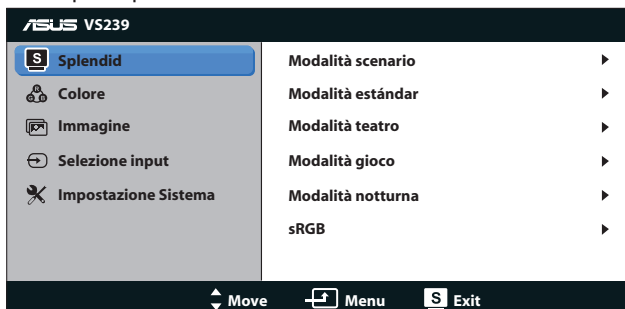 ASUS VS239
S Splendid
Colore
Immagine
Selezione input
Impostazione Sistema
Modalità scenario
Modalità estándar
Modalità teatro
Modalità gioco
Modalità notturna
sRGB
Move Menu S Exit